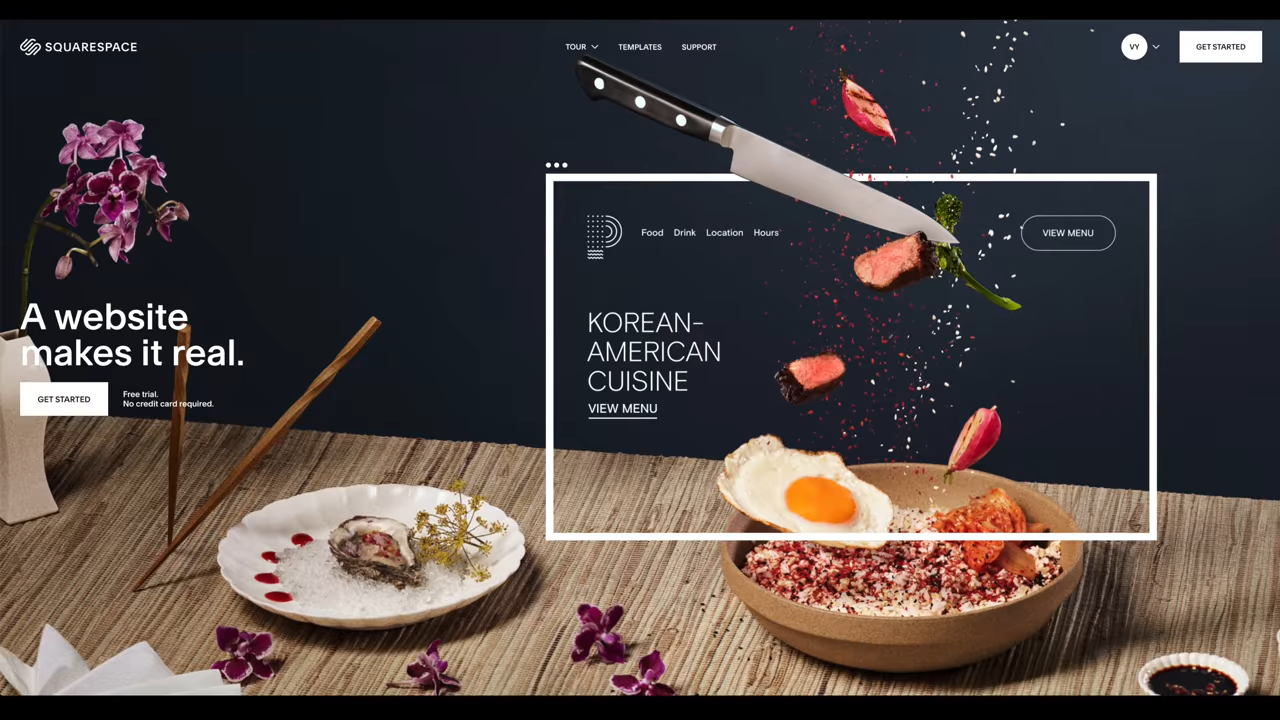 SQUARESPACE
TOUR
TEMPLATES
SUPPORT
VY
GET STARTED
A website
makes it real.
GET STARTED
Free trial.
No credit card required.
Food
Drink
Location
Hours
VIEW MENU
KOREAN-
AMERICAN
CUISINE
VIEW MENU